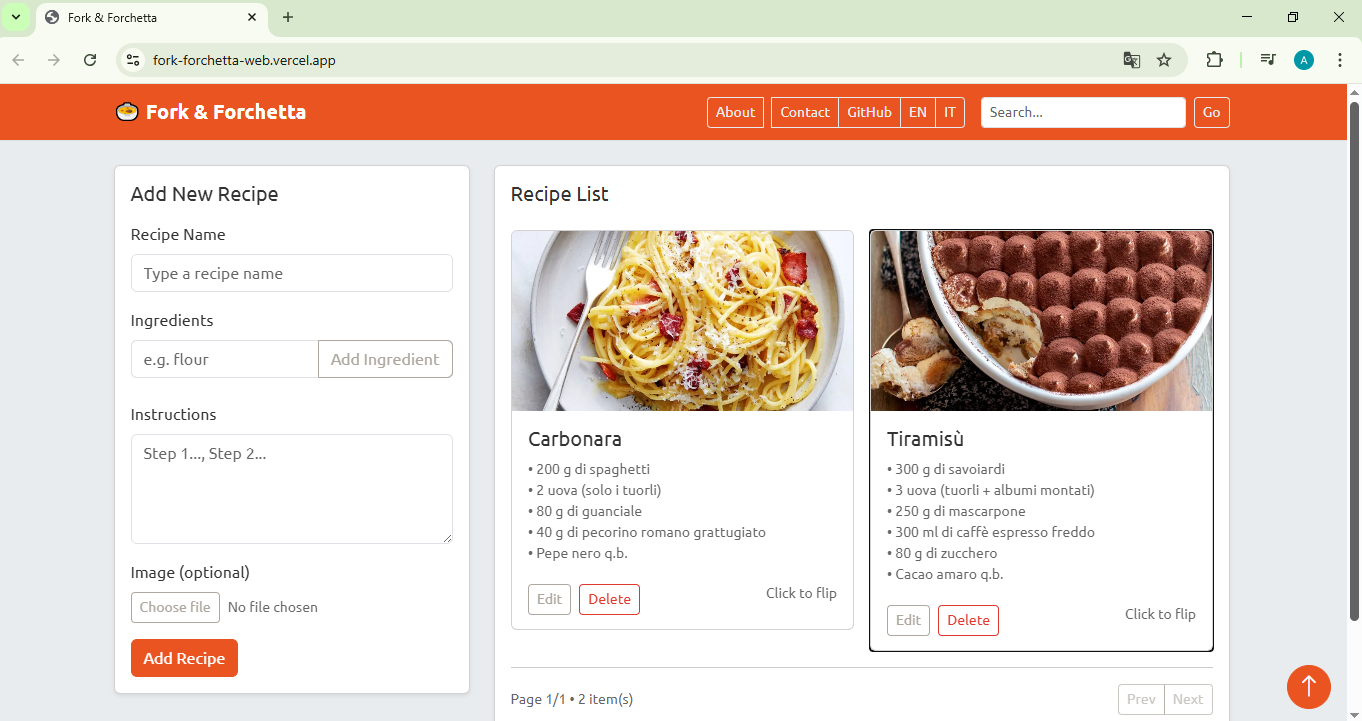 Fork & Forchetta
fork-forchetta-web.vercel.app
A
Fork & Forchetta
About
Contact
GitHub
EN
IT
Search...
Go
Add New Recipe
Recipe Name
Type a recipe name
Ingredients
e.g. flour
Add Ingredient
Instructions
Step 1..., Step 2...
Image (optional)
Choose file
No file chosen
Add Recipe
Recipe List
Carbonara
• 200 g di spaghetti
• 2 uova (solo i tuorli)
• 80 g di guanciale
• 40 g di pecorino romano grattugiato
• Pepe nero q.b.
Edit
Delete
Click to flip
Tiramisù
• 300 g di savoiardi
• 3 uova (tuorli + albumi montati)
• 250 g di mascarpone
• 300 ml di caffè espresso freddo
• 80 g di zucchero
• Cacao amaro q.b.
Edit
Delete
Click to flip
Page 1/1 • 2 item(s)
Prev
Next